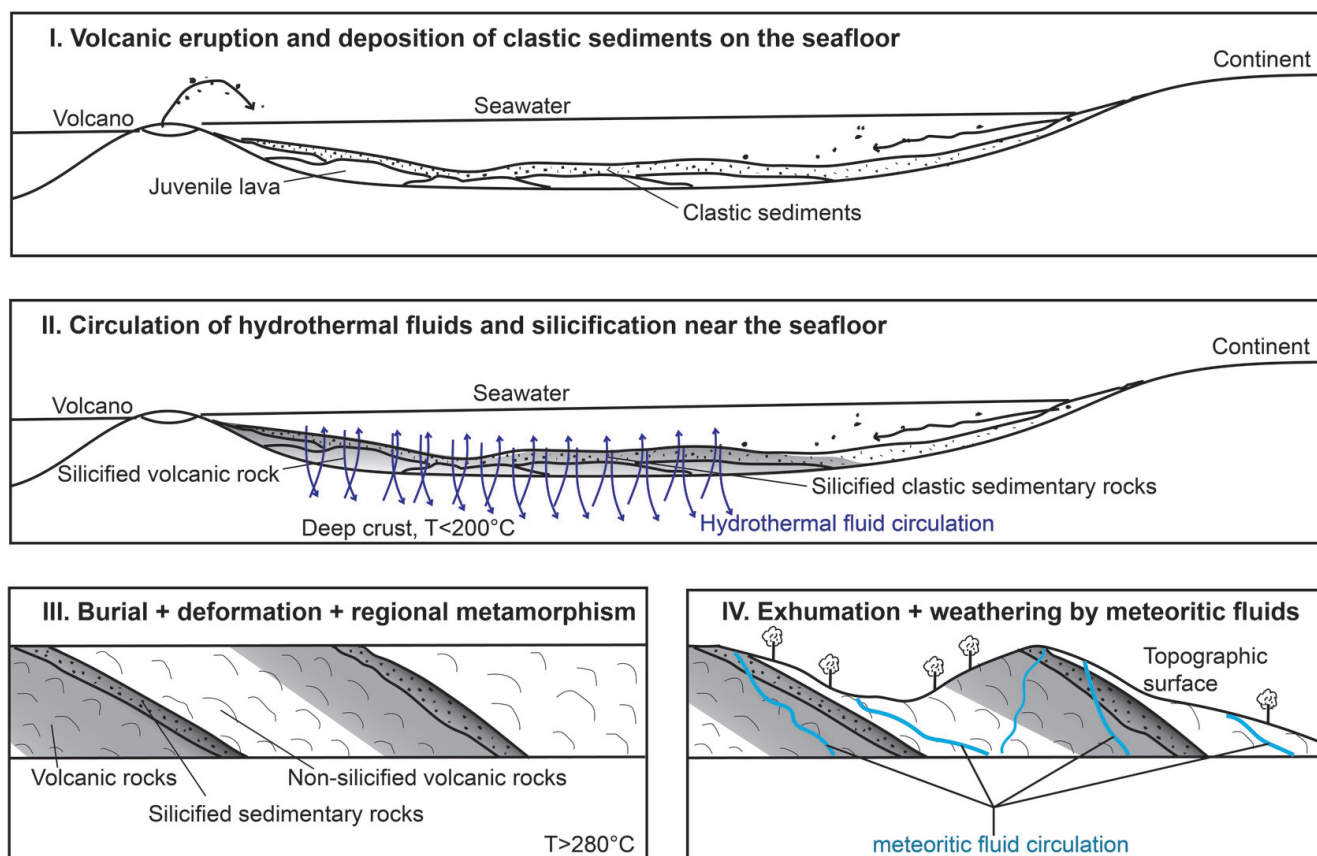 I. Volcanic eruption and deposition of clastic sediments on the seafloor
Continent
Volcano
Seawater
Juvenile lava
Clastic sediments
II. Circulation of hydrothermal fluids and silicification near the seafloor
Continent
Volcano
Seawater
Silicified volcanic rock
Silicified clastic sedimentary rocks
Deep crust, T<200°C
Hydrothermal fluid circulation
III. Burial + deformation + regional metamorphism
Volcanic rocks
Non-silicified volcanic rocks
Silicified sedimentary rocks
T>280°C
IV. Exhumation + weathering by meteoritic fluids
Topographic
surface
meteoritic fluid circulation